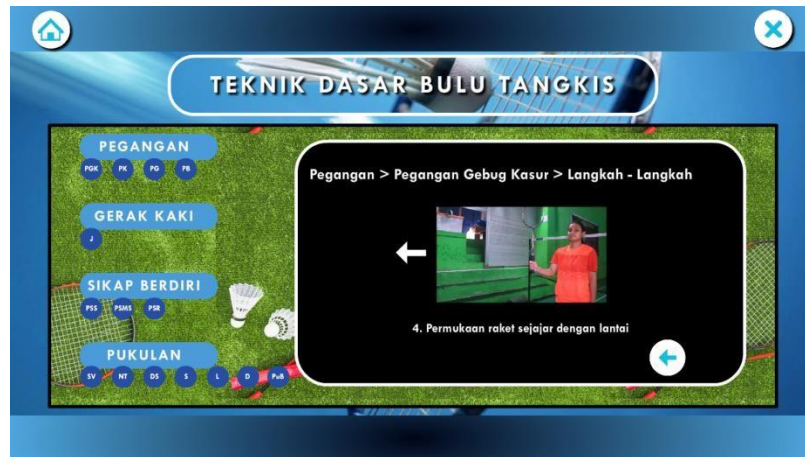 TEKNIK DASAR BULU TANGKIS
PEGANGAN
PGK PK PG PB
GERAK KAKI
J
SIKAP BERDIRI
PSS PSMS PSR
PUKULAN
SV NT DS S L D PuB
Pegangan > Pegangan Gebug Kasur > Langkah - Langkah
4. Permukaan raket sejajar dengan lantai